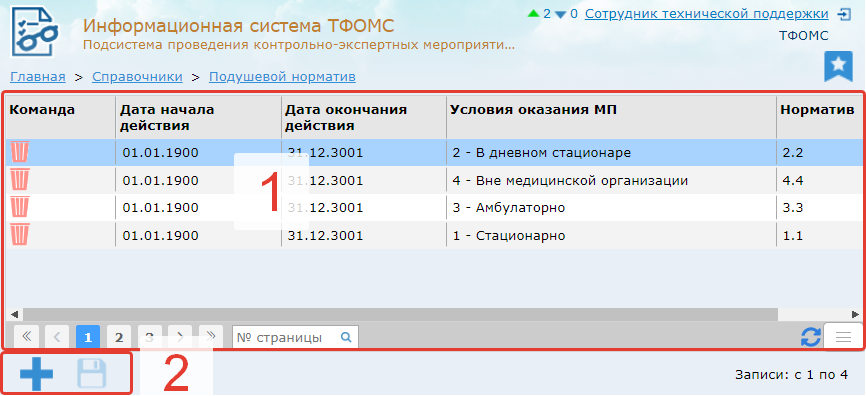 Информационная система ТФОМС
Подсистема проведения контрольно-экспертных мероприяти...
2 0 Сотрудник технической поддержки
ТФОМС
Главная > Справочники > Подушевой норматив
Команда Дата начала действия Дата окончания действия Условия оказания МП Норматив
01.01.1900 31.12.3001 2 - В дневном стационаре 2.2
01.01.1900 31.12.3001 4 - Вне медицинской организации 4.4
01.01.1900 31.12.3001 3 - Амбулаторно 3.3
01.01.1900 31.12.3001 1 - Стационарно 1.1
1
« < 1 2 3 > » № страницы
2
Записи: с 1 по 4